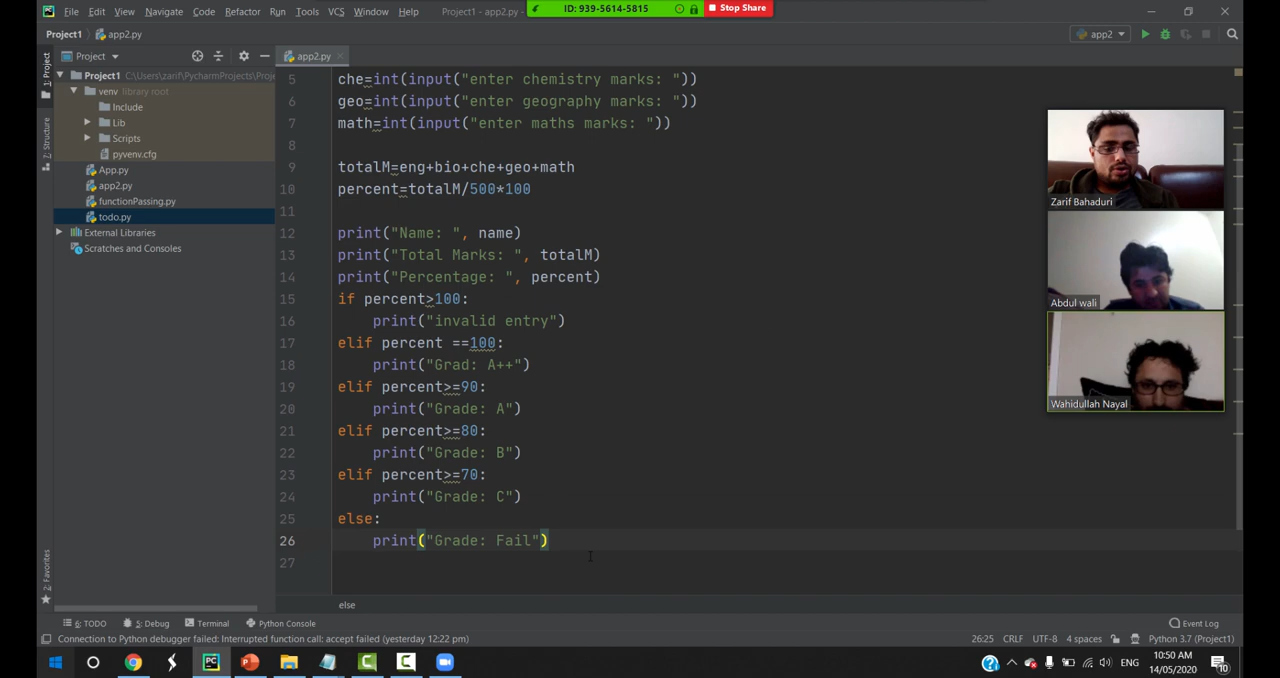 File Edit View Navigate Code Refactor Run Tools VCS Window Help Project1 - app2.py
ID: 939-5614-5815 Stop Share
Project1 app2.py
app2
Project
app2.py
1: Project
7: Structure
2: Favorites
Project1 C:\Users\zarif\PycharmProjects\Proje
venv library root
Include
Lib
Scripts
pyvenv.cfg
App.py
app2.py
functionPassing.py
todo.py
External Libraries
Scratches and Consoles
5 che=int(input("enter chemistry marks: "))
6 geo=int(input("enter geography marks: "))
7 math=int(input("enter maths marks: "))
8
9 totalM=eng+bio+che+geo+math
10 percent=totalM/500*100
11
12 print("Name: ", name)
13 print("Total Marks: ", totalM)
14 print("Percentage: ", percent)
15 if percent>100:
16 print("invalid entry")
17 elif percent ==100:
18 print("Grad: A++")
19 elif percent>=90:
20 print("Grade: A")
21 elif percent>=80:
22 print("Grade: B")
23 elif percent>=70:
24 print("Grade: C")
25 else:
26 print("Grade: Fail")
27
else
Zarif Bahaduri
Abdul wali
Wahidullah Nayal
6: TODO 5: Debug Terminal Python Console Event Log
Connection to Python debugger failed: Interrupted function call: accept failed (yesterday 12:22 pm) 26:25 CRLF UTF-8 4 spaces Python 3.7 (Project1)
ENG
10:50 AM
14/05/2020
10